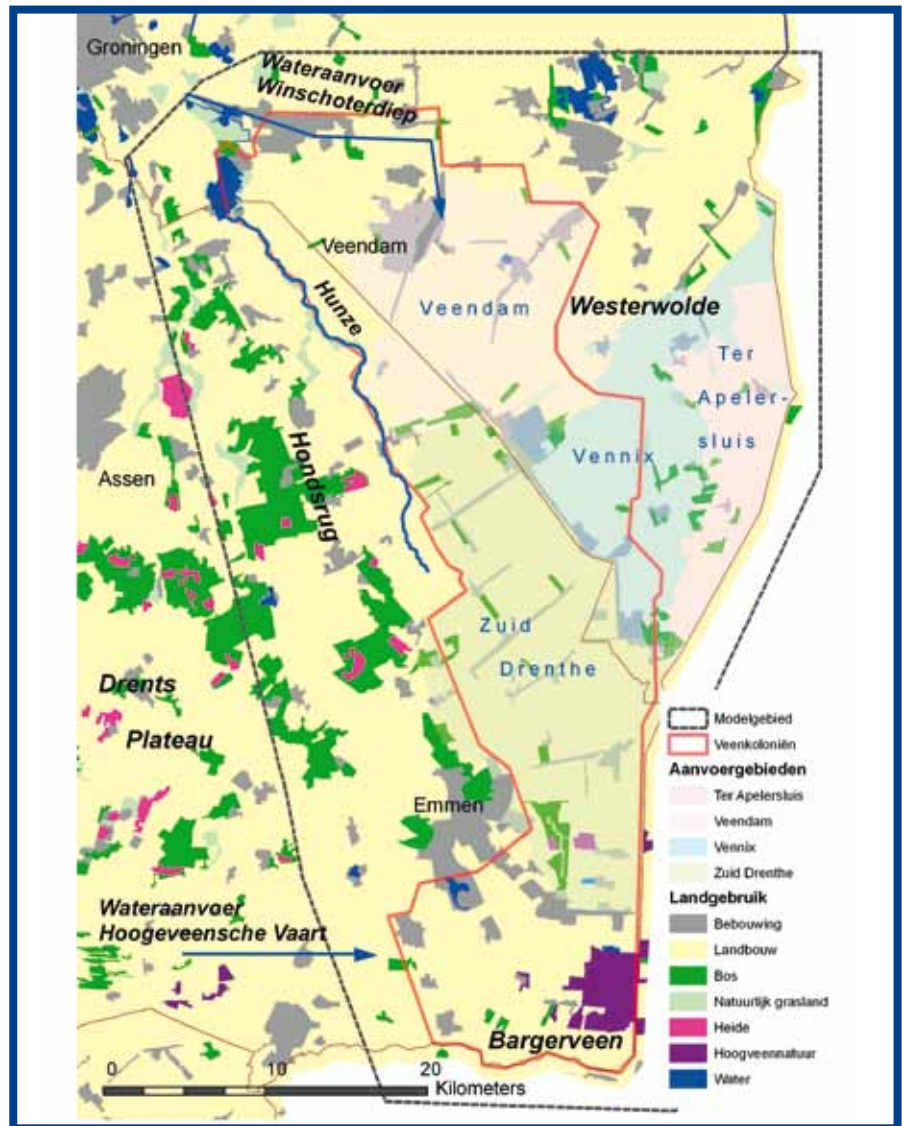 Groningen
Wateraanvoer
Winschoterdiep
Veendam
Hunze
Veendam
Westerwolde
Ter
Apeler-
sluis
Vennix
Hondsrug
Assen
Zuid
Drenthe
Drents
Plateau
Emmen
Wateraanvoer
Hoogeveensche Vaart
Bargerveen
0 10 20
Kilometers
Modelgebied
Veenkoloniën
Aanvoergebieden
Ter Apelersluis
Veendam
Vennix
Zuid Drenthe
Landgebruik
Bebouwing
Landbouw
Bos
Natuurlijk grasland
Heide
Hoogveennatuur
Water